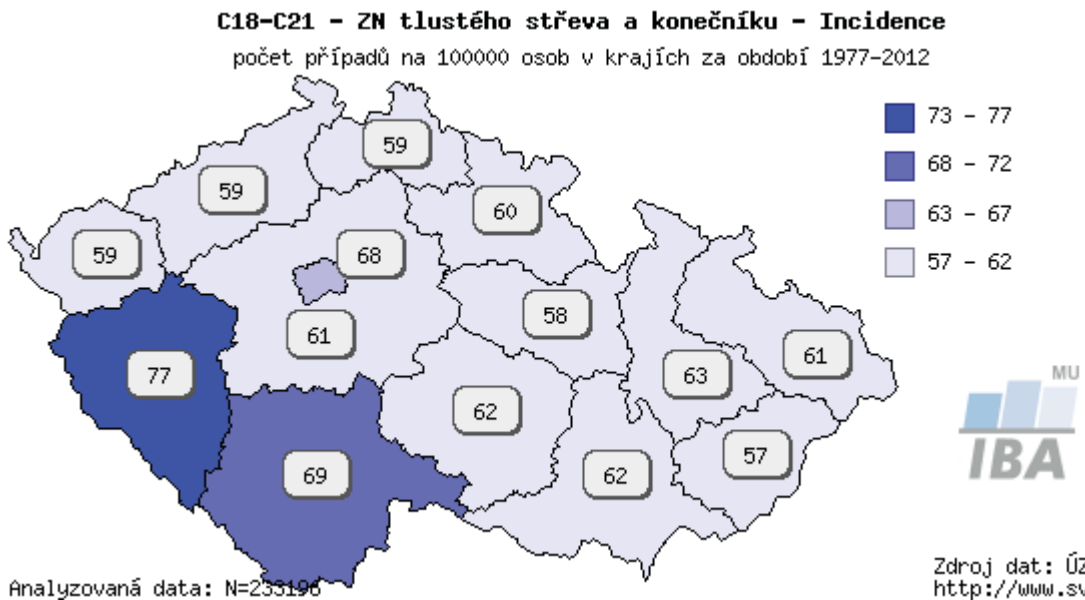 C18-C21 - ZN tlustého střeva a konečníku - Incidence
počet případů na 100000 osob v krajích za období 1977-2012
73 - 77
68 - 72
63 - 67
57 - 62
59
59
59
60
68
58
61
61
77
63
62
57
69
62
MU
IBA
Analyzovaná data: N=233196
Zdroj dat: ÚZ
http://www.sv